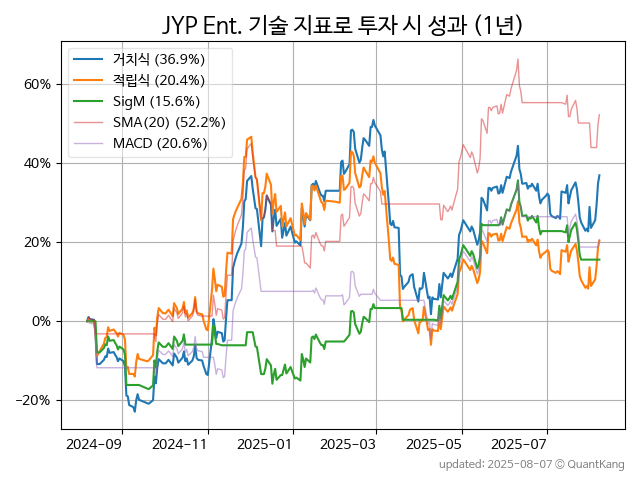 JYP Ent. 기술 지표로 투자 시 성과 (1년)
거치식 (36.9%)
적립식 (20.4%)
SigM (15.6%)
SMA(20) (52.2%)
MACD (20.6%)
60%
40%
20%
0%
−20%
2024-09 2024-11 2025-01 2025-03 2025-05 2025-07
updated: 2025-08-07 © QuantKang